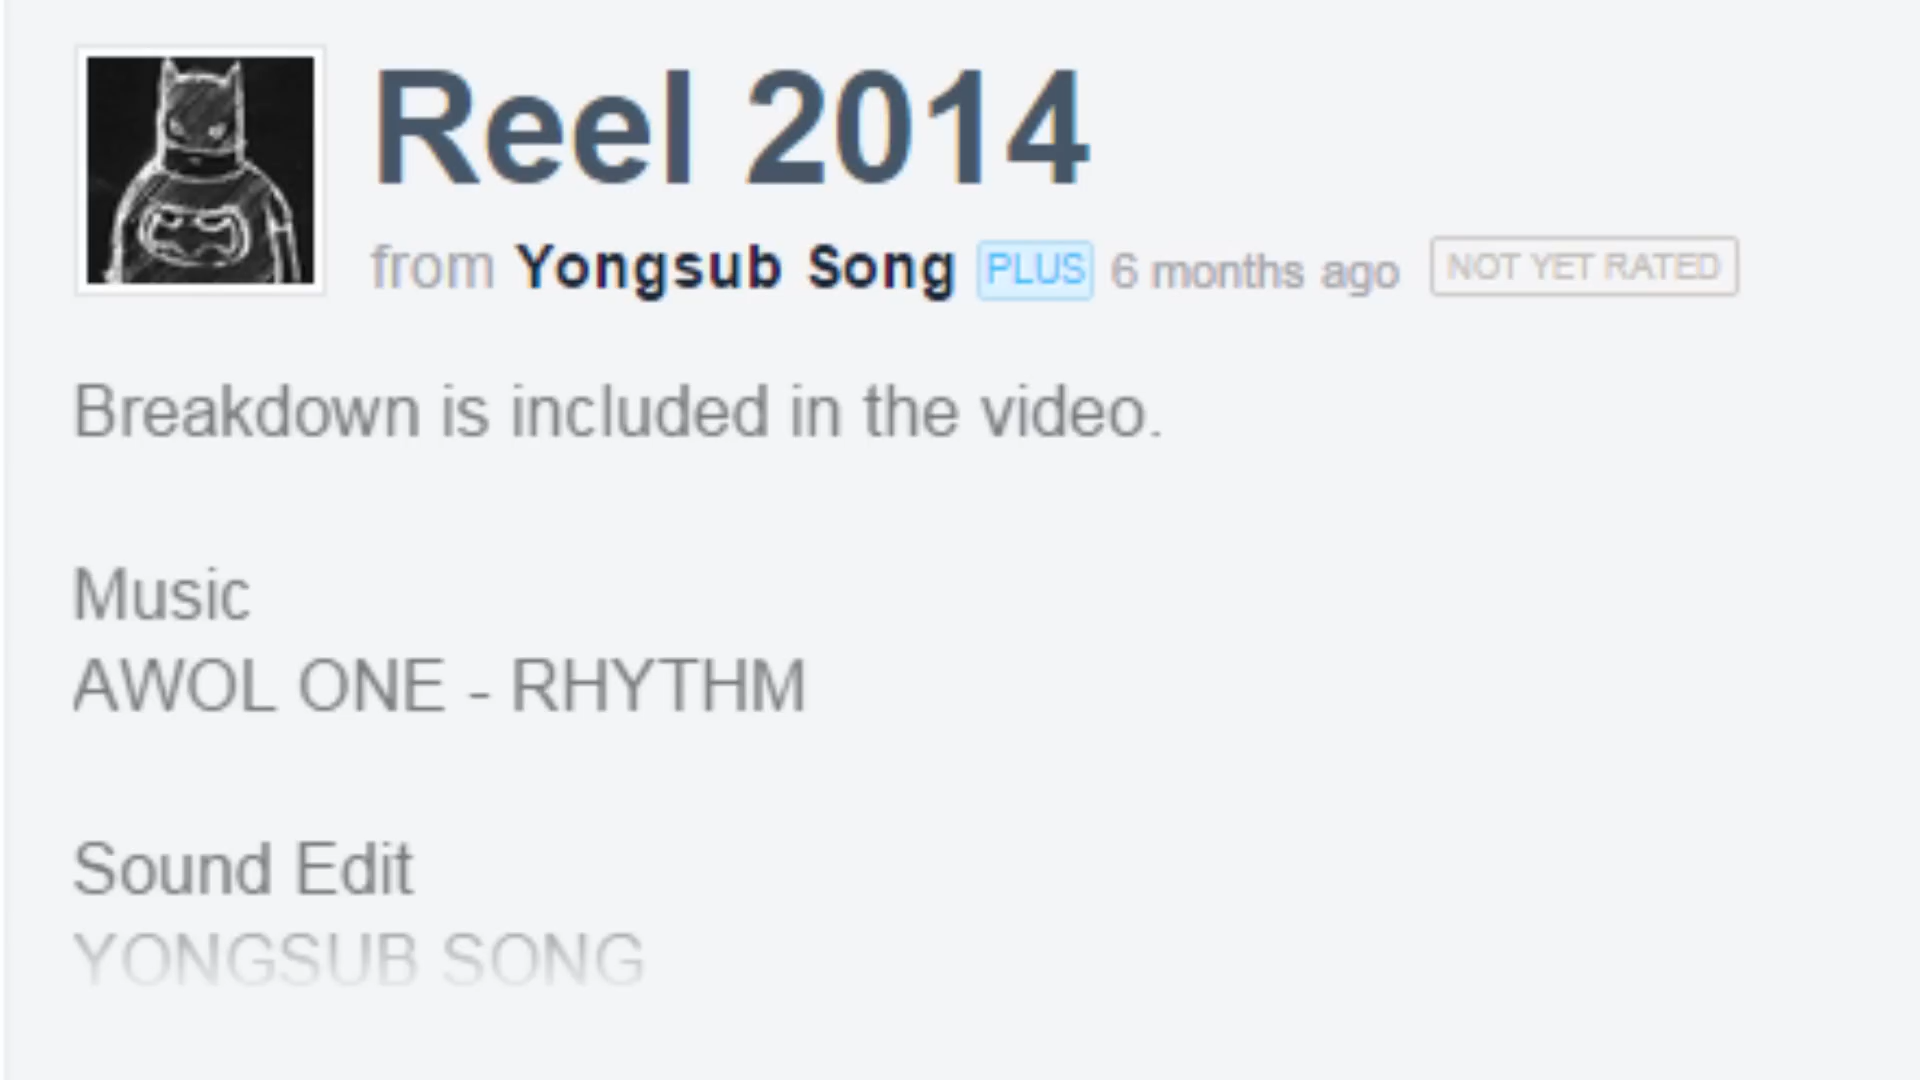 Reel 2014
from Yongsub Song PLUS 6 months ago NOT YET RATED
Breakdown is included in the video.
Music
AWOL ONE - RHYTHM
Sound Edit
YONGSUB SONG